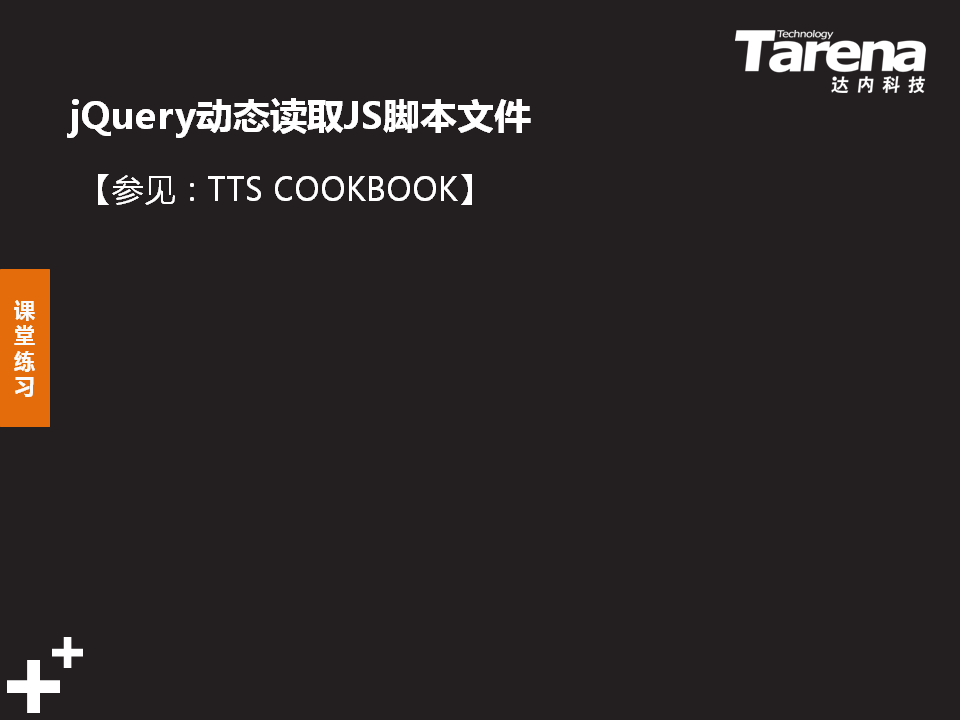 Technology
Tarena
达内科技
jQuery动态读取JS脚本文件
【参见：TTS COOKBOOK】
课堂练习